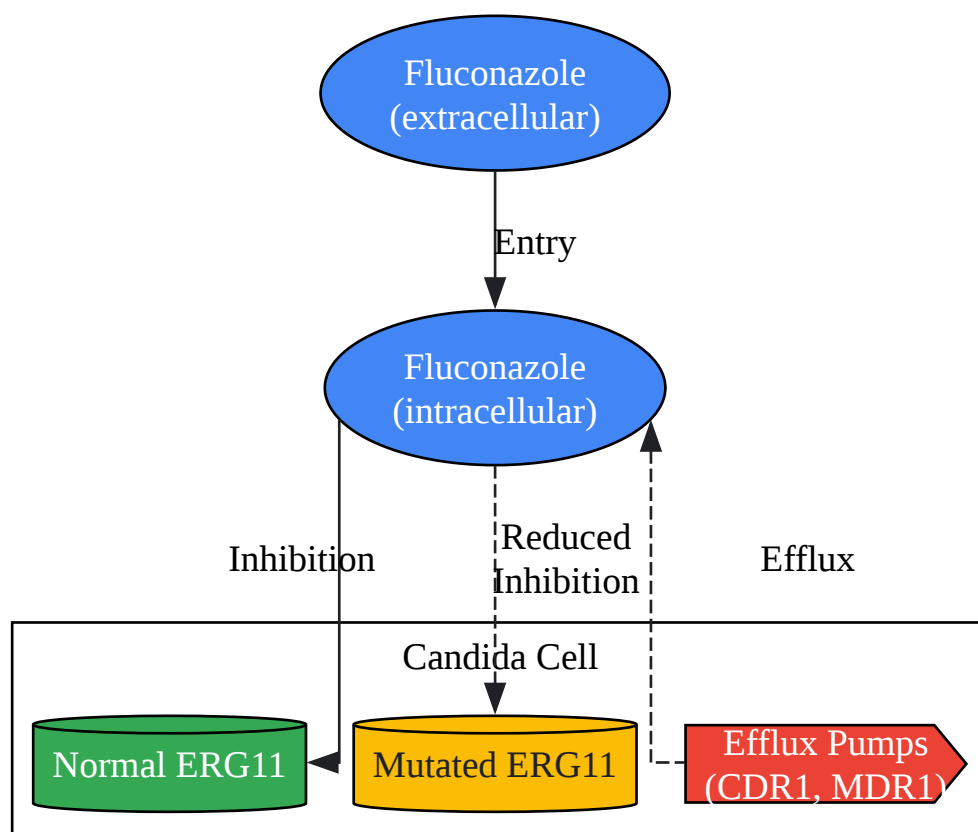 Fluconazole
(extracellular)
Entry
Fluconazole
(intracellular)
Inhibition
Reduced
Inhibition
Efflux
Candida Cell
Normal ERG11
Mutated ERG11
Efflux Pumps
(CDR1, MDR1)